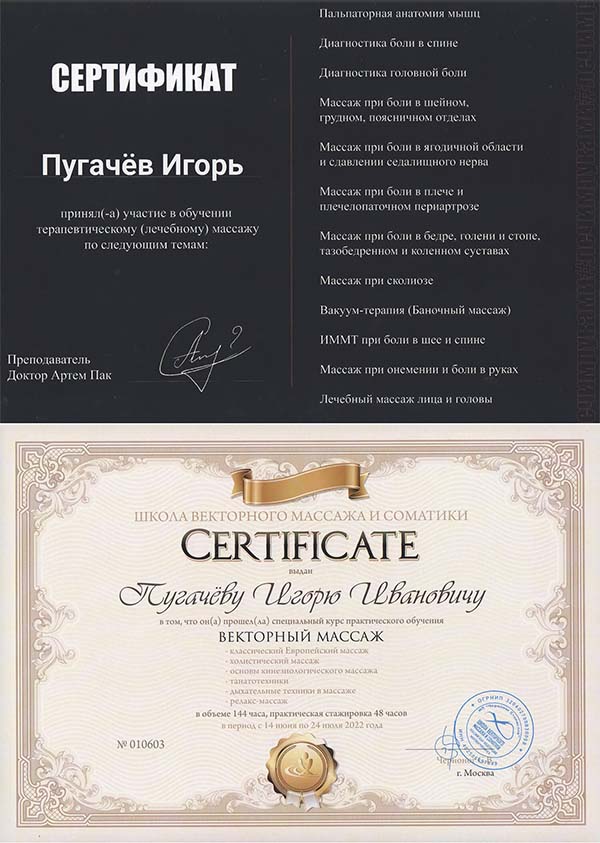 СЕРТИФИКАТ
Пугачёв Игорь
принял(-а) участие в обучении
терапевтическому (лечебному) массажу
по следующим темам:
Преподаватель
Доктор Артем Пак
Пальпаторная анатомия мышц
Диагностика боли в спине
Диагностика головной боли
Массаж при боли в шейном,
грудном, поясничном отделах
Массаж при боли в ягодичной области
и сдавлении седалищного нерва
Массаж при боли в плече и
плечелопаточном периартрозе
Массаж при боли в бедре, голени и стопе,
тазобедренном и коленном суставах
Массаж при сколиозе
Вакуум-терапия (Баночный массаж)
ИММТ при боли в шее и спине
Массаж при онемении и боли в руках
Лечебный массаж лица и головы
ШКОЛА ВЕКТОРНОГО МАССАЖА И СОМАТИКИ
CERTIFICATE
выдан
Пугачёву Игорю Ивановичу
в том, что он(а) прошел(ла) специальный курс практического обучения
ВЕКТОРНЫЙ МАССАЖ
- классический Европейский массаж
- холистический массаж
- основы кинезиологического массажа
- танатотехники
- дыхательные техники в массаже
- релакс-массаж
в объеме 144 часа, практическая стажировка 48 часов
в период с 14 июня по 24 июля 2022 года
№ 010603
г. Москва